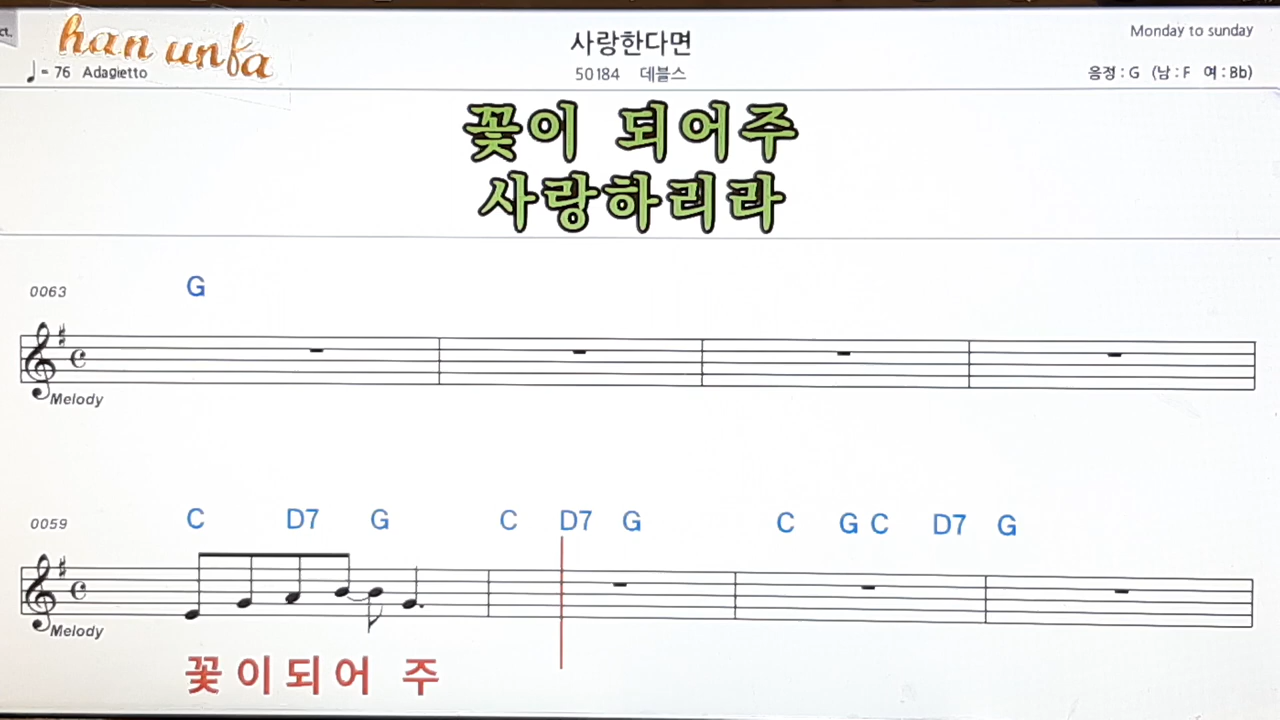 ct.
han unfa
사랑한다면
Monday to sunday
♩= 76 Adagietto
50184 데블스
음정 : G (남 : F 여 : Bb)
꽃이 되어주
사랑하리라
0063
G
Melody
0059
C D7 G C D7 G C G C D7 G
Melody
꽃이되어 주